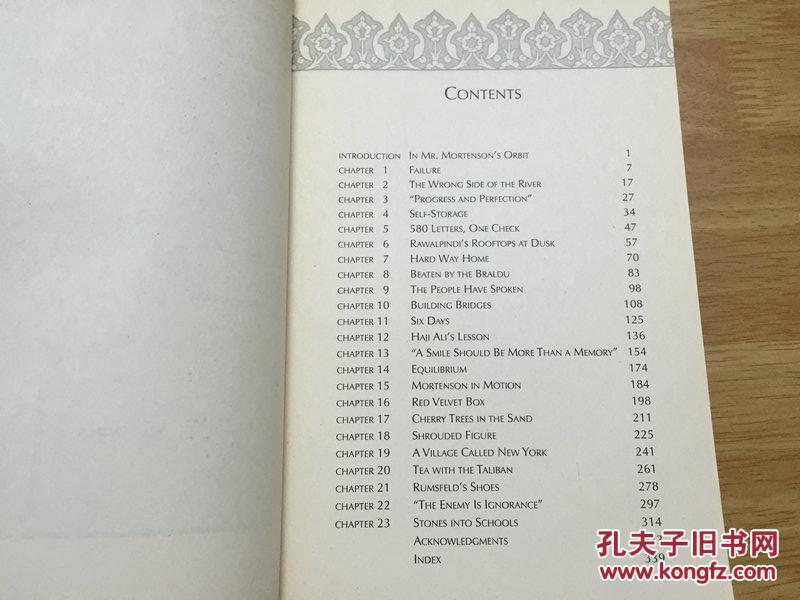 CONTENTS
INTRODUCTION IN MR. MORTENSON'S ORBIT 1
CHAPTER 1 FAILURE 7
CHAPTER 2 THE WRONG SIDE OF THE RIVER 17
CHAPTER 3 "PROGRESS AND PERFECTION" 27
CHAPTER 4 SELF-STORAGE 34
CHAPTER 5 580 LETTERS, ONE CHECK 47
CHAPTER 6 RAWALPINDI'S ROOFTOPS AT DUSK 57
CHAPTER 7 HARD WAY HOME 70
CHAPTER 8 BEATEN BY THE BRALDU 83
CHAPTER 9 THE PEOPLE HAVE SPOKEN 98
CHAPTER 10 BUILDING BRIDGES 108
CHAPTER 11 SIX DAYS 125
CHAPTER 12 HAJI ALI'S LESSON 136
CHAPTER 13 "A SMILE SHOULD BE MORE THAN A MEMORY" 154
CHAPTER 14 EQUILIBRIUM 174
CHAPTER 15 MORTENSON IN MOTION 184
CHAPTER 16 RED VELVET BOX 198
CHAPTER 17 CHERRY TREES IN THE SAND 211
CHAPTER 18 SHROUDED FIGURE 225
CHAPTER 19 A VILLAGE CALLED NEW YORK 241
CHAPTER 20 TEA WITH THE TALIBAN 261
CHAPTER 21 RUMSFELD'S SHOES 278
CHAPTER 22 "THE ENEMY IS IGNORANCE" 297
CHAPTER 23 STONES INTO SCHOOLS 314
ACKNOWLEDGMENTS
INDEX 339
孔夫子旧书网
www.kongfz.com